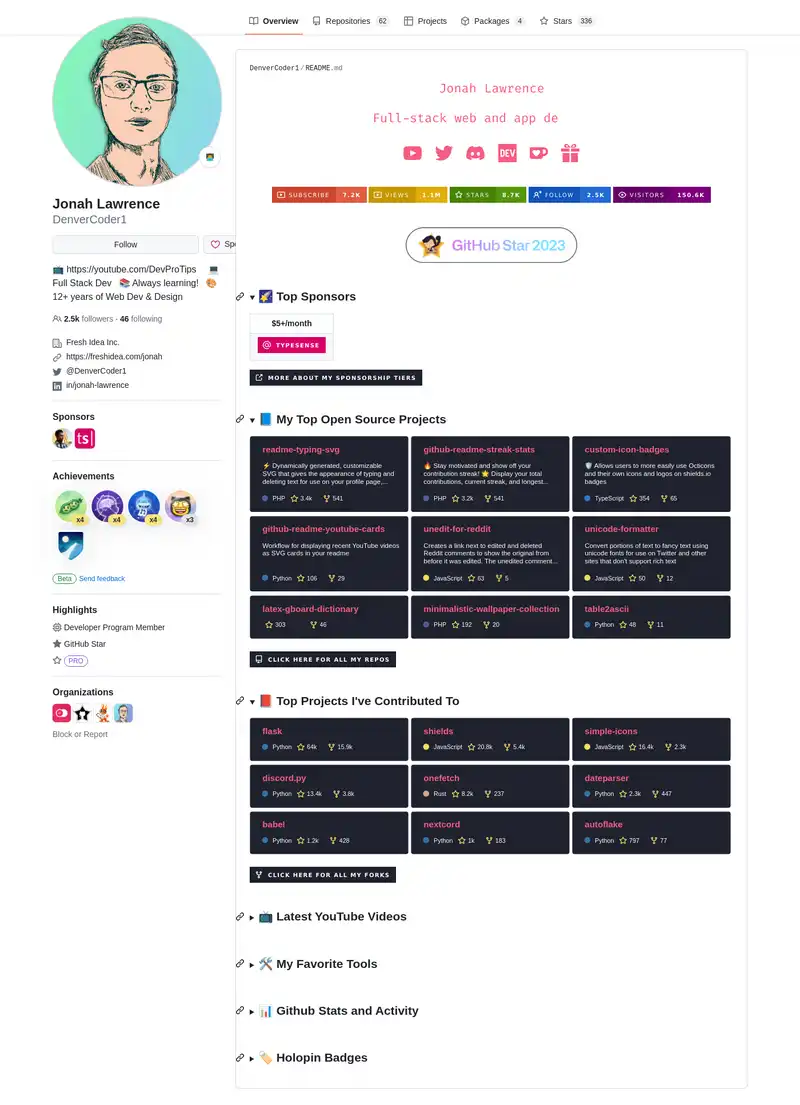 Overview
Repositories 62
Projects
Packages 4
Stars 336
Jonah Lawrence
DenverCoder1
Follow
Spo
📺 https://youtube.com/DevProTips 💻
Full Stack Dev 📚 Always learning! 🎨
12+ years of Web Dev & Design
2.5k followers · 46 following
Fresh Idea Inc.
https://freshidea.com/jonah
@DenverCoder1
in/jonah-lawrence
Sponsors
ts
Achievements
x4
x4
x4
x3
Beta Send feedback
Highlights
Developer Program Member
GitHub Star
PRO
Organizations
Block or Report
DenverCoder1/README.md
Jonah Lawrence
Full-stack web and app de
DEV
SUBSCRIBE 7.2K
VIEWS 1.1M
STARS 8.7K
FOLLOW 2.5K
VISITORS 150.6K
GitHub Star 2023
🌠 Top Sponsors
$5+/month
TYPESENSE
MORE ABOUT MY SPONSORSHIP TIERS
📘 My Top Open Source Projects
readme-typing-svg
⚡ Dynamically generated, customizable
SVG that gives the appearance of typing and
deleting text for use on your profile page,...
PHP 3.4k 541
github-readme-streak-stats
🔥 Stay motivated and show off your
contribution streak! 🌟 Display your total
contributions, current streak, and longest...
PHP 3.2k 541
custom-icon-badges
🛡 Allows users to more easily use Octicons
and their own icons and logos on shields.io
badges
TypeScript 354 65
github-readme-youtube-cards
Workflow for displaying recent YouTube videos
as SVG cards in your readme
Python 106 29
unedit-for-reddit
Creates a link next to edited and deleted
Reddit comments to show the original from
before it was edited. The unedited comment...
JavaScript 63 5
unicode-formatter
Convert portions of text to fancy text using
unicode fonts for use on Twitter and other
sites that don't support rich text
JavaScript 50 12
latex-gboard-dictionary
303 46
minimalistic-wallpaper-collection
PHP 192 20
table2ascii
Python 48 11
CLICK HERE FOR ALL MY REPOS
📕 Top Projects I've Contributed To
flask
Python 64k 15.9k
shields
JavaScript 20.8k 5.4k
simple-icons
JavaScript 16.4k 2.3k
discord.py
Python 13.4k 3.8k
onefetch
Rust 8.2k 237
dateparser
Python 2.3k 447
babel
Python 1.2k 428
nextcord
Python 1k 183
autoflake
Python 797 77
CLICK HERE FOR ALL MY FORKS
📺 Latest YouTube Videos
🛠️ My Favorite Tools
📊 Github Stats and Activity
🏷️ Holopin Badges